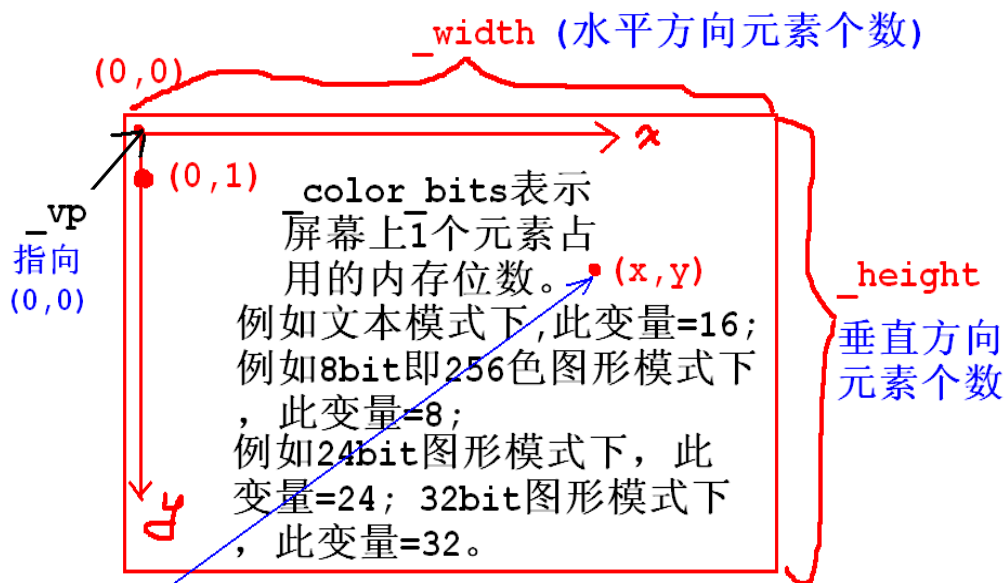 _width (水平方向元素个数)
(0,0)
x
(0,1)
_color_bits表示
屏幕上1个元素占
用的内存位数。
_vp
指向
(0,0)
(x,y)
_height
垂直方向
元素个数
例如文本模式下,此变量=16;
例如8bit即256色图形模式下
，此变量=8;
例如24bit图形模式下，此
变量=24; 32bit图形模式下
，此变量=32。
y